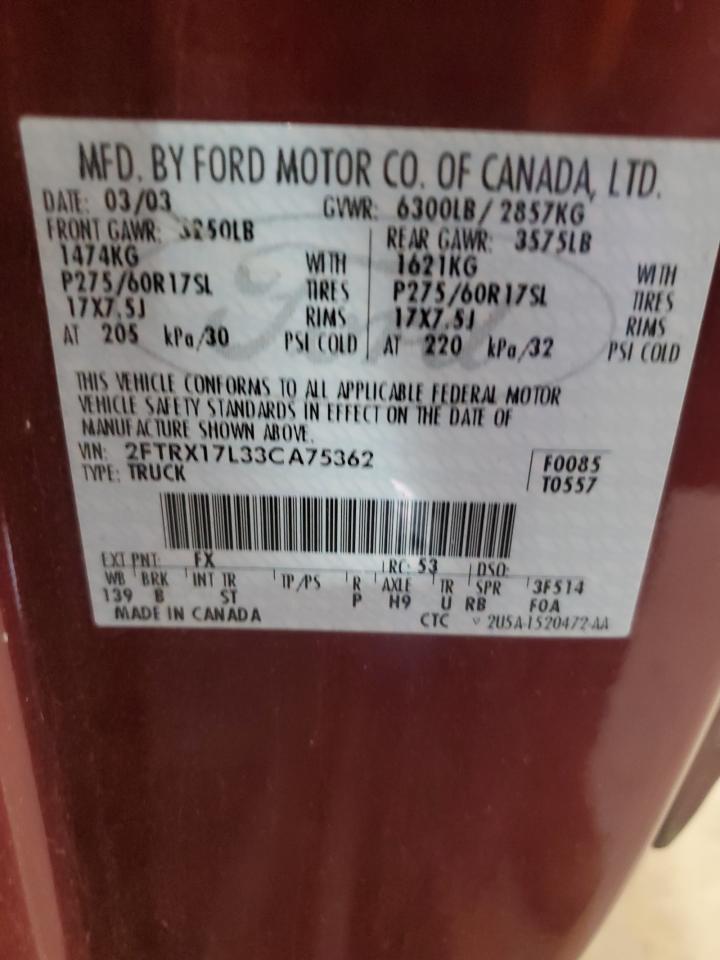 MFD. BY FORD MOTOR CO. OF CANADA, LTD.
DATE: 03/03 GVWR: 6300LB/ 2857KG
FRONT GAWR: 3250LB REAR GAWR: 3575LB
1474KG WITH 1621KG WITH
P275/60R17SL TIRES P275/60R17SL TIRES
17X7.5J RIMS 17X7.5J RIMS
AT 205 kPa/30 PSI COLD AT 220 kPa/32 PSI COLD
THIS VEHICLE CONFORMS TO ALL APPLICABLE FEDERAL MOTOR
VEHICLE SAFETY STANDARDS IN EFFECT ON THE DATE OF
MANUFACTURE SHOWN ABOVE.
VIN: 2FTRX17L33CA75362 F0085
TYPE: TRUCK T0557
EXT PNT: FX RC: 53 DSO:
WB BRK INT TR TP/PS R AXLE TR SPR 3F514
139 B ST P H9 U RB F0A
MADE IN CANADA CTC 2U5A-1520472-AA
Ford